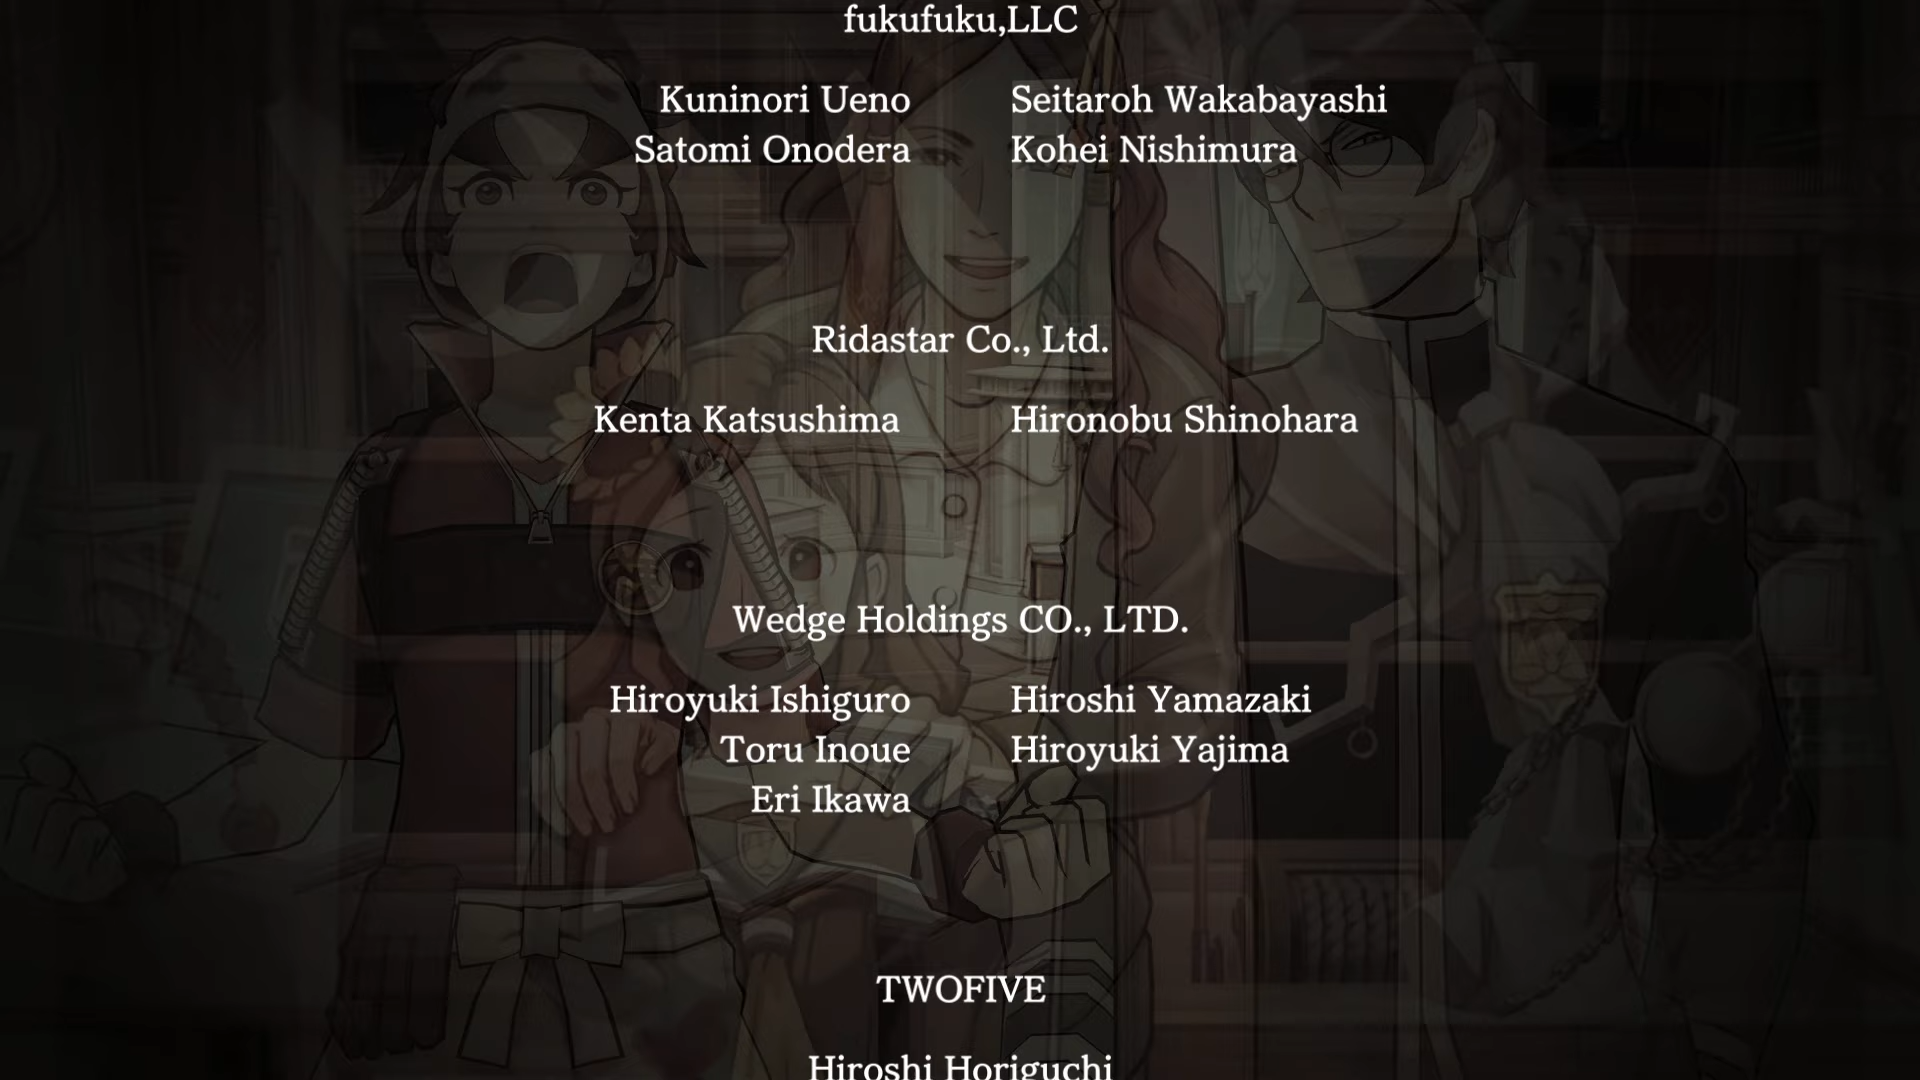 fukufuku,LLC
Kuninori Ueno Seitaroh Wakabayashi
Satomi Onodera Kohei Nishimura
Ridastar Co., Ltd.
Kenta Katsushima Hironobu Shinohara
Wedge Holdings CO., LTD.
Hiroyuki Ishiguro Hiroshi Yamazaki
Toru Inoue Hiroyuki Yajima
Eri Ikawa
TWOFIVE
Hiroshi Horiguchi